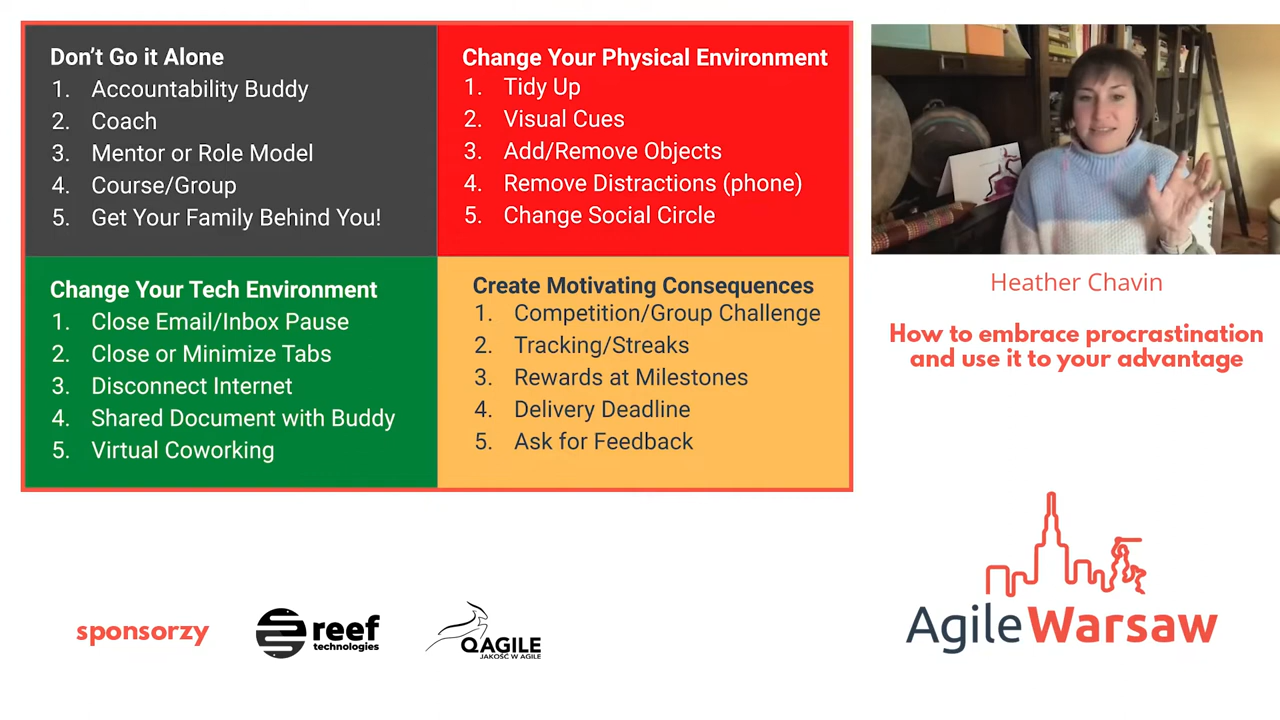 Don't Go it Alone
1. Accountability Buddy
2. Coach
3. Mentor or Role Model
4. Course/Group
5. Get Your Family Behind You!
Change Your Physical Environment
1. Tidy Up
2. Visual Cues
3. Add/Remove Objects
4. Remove Distractions (phone)
5. Change Social Circle
Change Your Tech Environment
1. Close Email/Inbox Pause
2. Close or Minimize Tabs
3. Disconnect Internet
4. Shared Document with Buddy
5. Virtual Coworking
Create Motivating Consequences
1. Competition/Group Challenge
2. Tracking/Streaks
3. Rewards at Milestones
4. Delivery Deadline
5. Ask for Feedback
Heather Chavin
How to embrace procrastination
and use it to your advantage
sponsorzy
reef
technologies
QAGILE
JAKOŚĆ W AGILE
AgileWarsaw